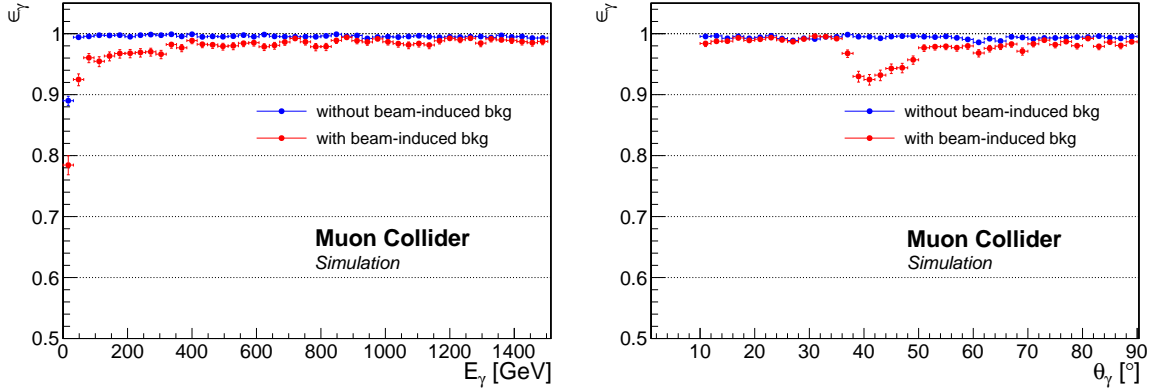 ϵγ
1
0.9
0.8
0.7
0.6
0.5
without beam-induced bkg
with beam-induced bkg
Muon Collider
Simulation
0 200 400 600 800 1000 1200 1400
Eγ [GeV]
ϵγ
1
0.9
0.8
0.7
0.6
0.5
without beam-induced bkg
with beam-induced bkg
Muon Collider
Simulation
10 20 30 40 50 60 70 80 90
θγ [°]